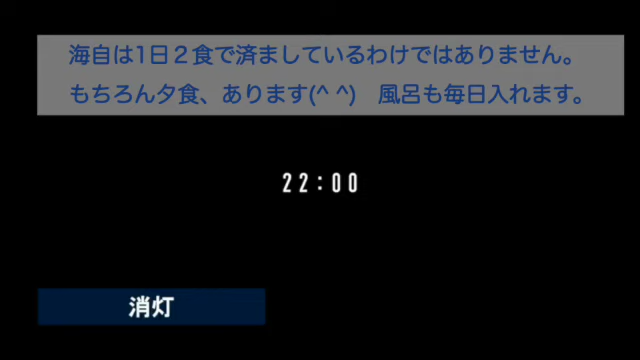 海自は1日２食で済ましているわけではありません。
もちろん夕食、あります(^ ^)　風呂も毎日入れます。
22:00
消灯